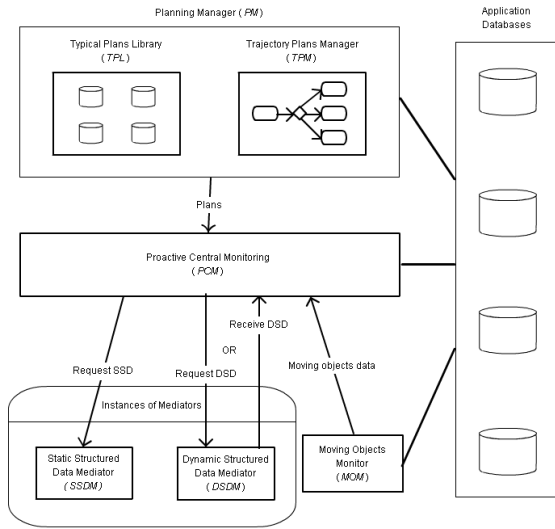 Planning Manager (PM)
Application
Databases
Typical Plans Library
(TPL)
Trajectory Plans Manager
(TPM)
Plans
Proactive Central Monitoring
(PCM)
Receive DSD
OR
Request SSD
Request DSD
Moving objects data
Instances of Mediators
Static Structured
Data Mediator
(SSDM)
Dynamic Structured
Data Mediator
(DSDM)
Moving Objects
Monitor
(MOM)